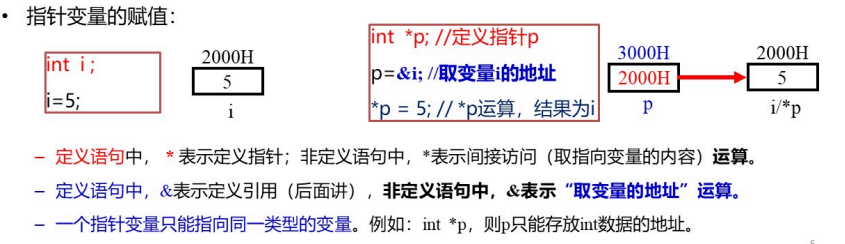 • 指针变量的赋值：
int i ;
i=5;
2000H
5
i
int *p; //定义指针p
p=&i; //取变量i的地址
*p = 5; // *p运算，结果为i
3000H
2000H
p
2000H
5
i/*p
– 定义语句中， * 表示定义指针；非定义语句中，*表示间接访问（取指向变量的内容）运算。
– 定义语句中，&表示定义引用（后面讲），非定义语句中，&表示“取变量的地址”运算。
– 一个指针变量只能指向同一类型的变量。例如：int *p，则p只能存放int数据的地址。